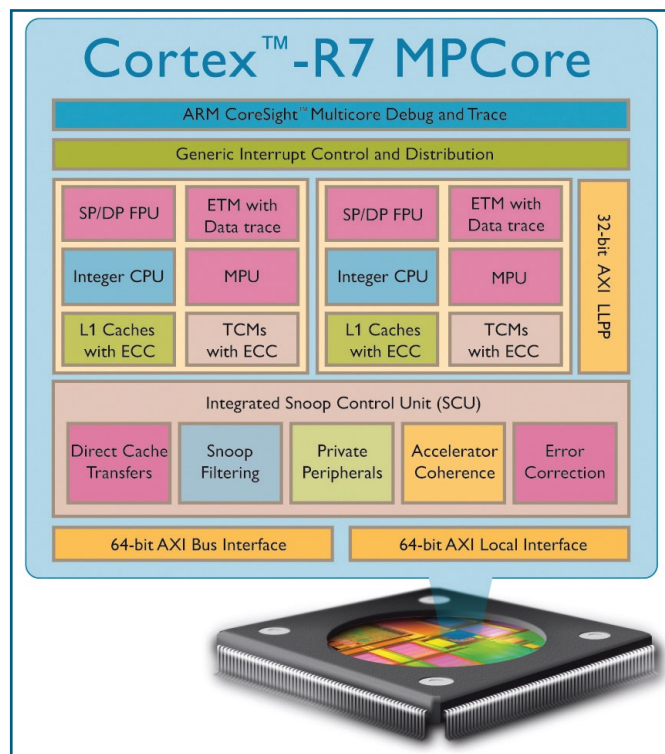 Cortex™-R7 MPCore
ARM CoreSight™ Multicore Debug and Trace
Generic Interrupt Control and Distribution
SP/DP FPU
ETM with
Data trace
Integer CPU
MPU
L1 Caches
with ECC
TCMs
with ECC
SP/DP FPU
ETM with
Data trace
Integer CPU
MPU
L1 Caches
with ECC
TCMs
with ECC
32-bit AXI LLPP
Integrated Snoop Control Unit (SCU)
Direct Cache
Transfers
Snoop
Filtering
Private
Peripherals
Accelerator
Coherence
Error
Correction
64-bit AXI Bus Interface
64-bit AXI Local Interface